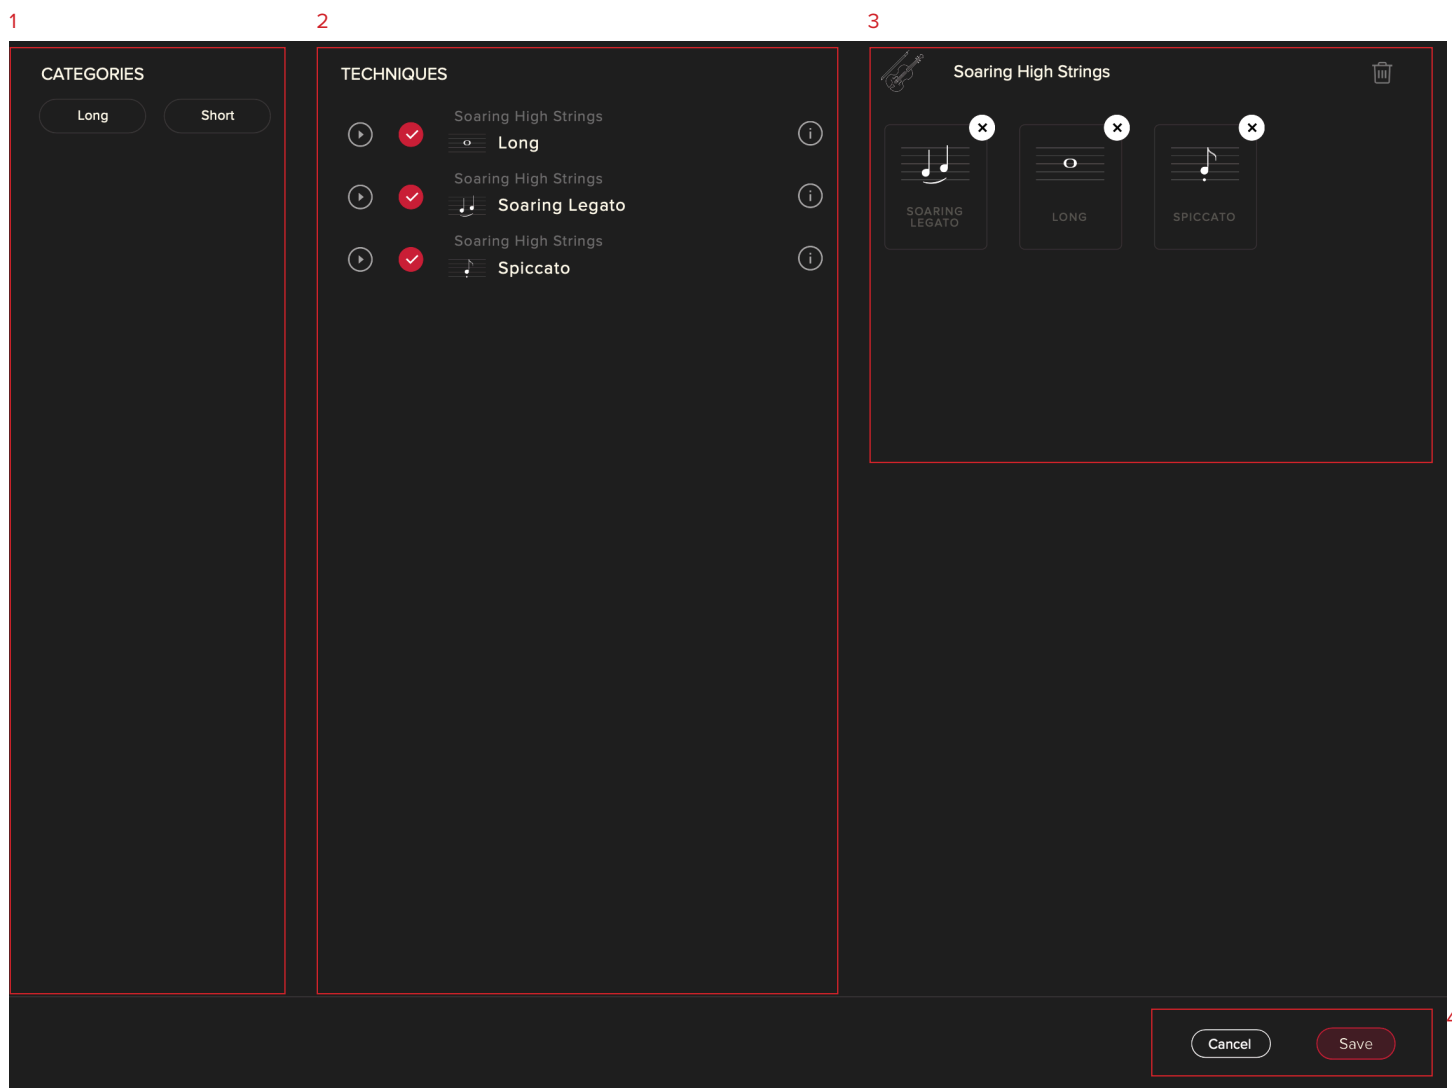 1
2
3
CATEGORIES
Long
Short
TECHNIQUES
Soaring High Strings
Long
Soaring High Strings
Soaring Legato
Soaring High Strings
Spiccato
Soaring High Strings
SOARING
LEGATO
LONG
SPICCATO
4
Cancel
Save